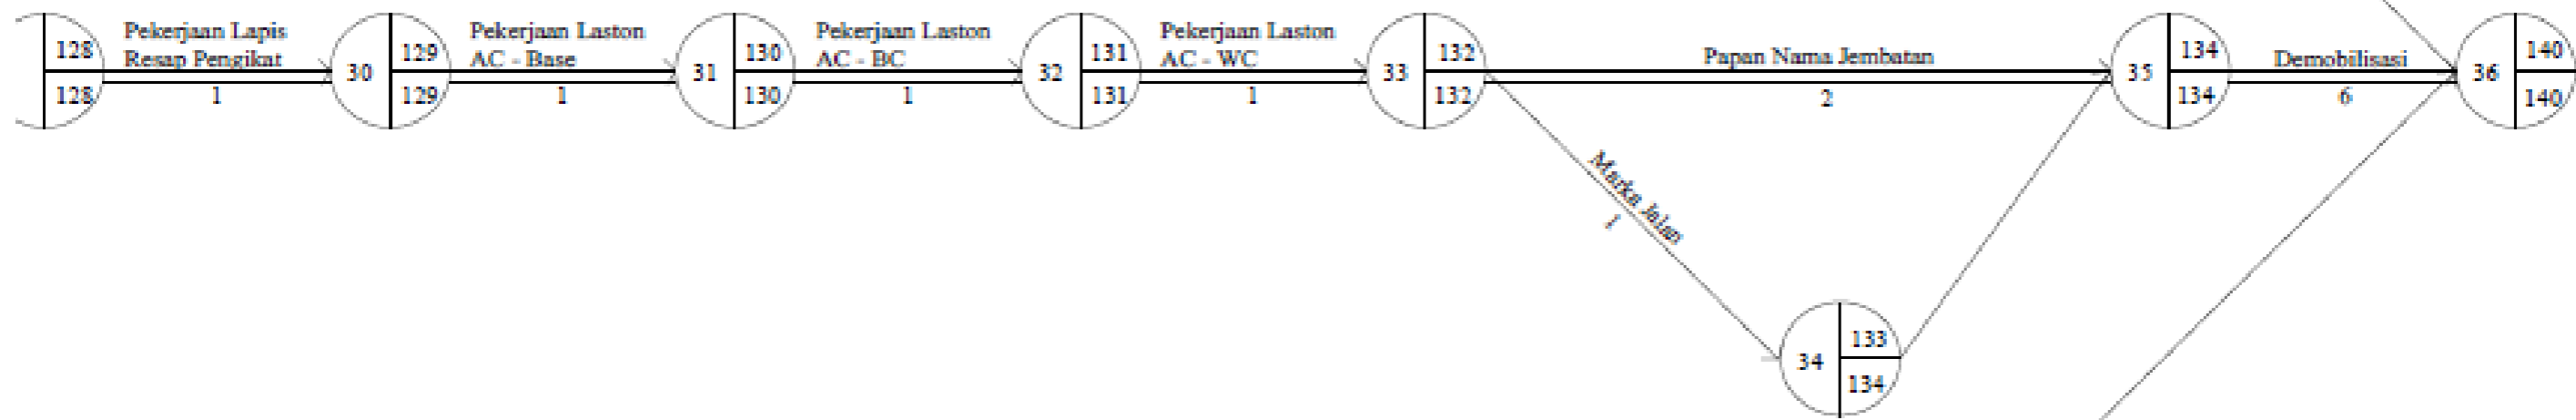 128
128
Pekerjaan Lapis
Resap Pengikat
1
30
129
129
Pekerjaan Laston
AC - Base
1
31
130
130
Pekerjaan Laston
AC - BC
1
32
131
131
Pekerjaan Laston
AC - WC
1
33
132
132
Papan Nama Jembatan
2
35
134
134
Demobilisasi
6
36
140
140
Marka Jalan
1
34
133
134